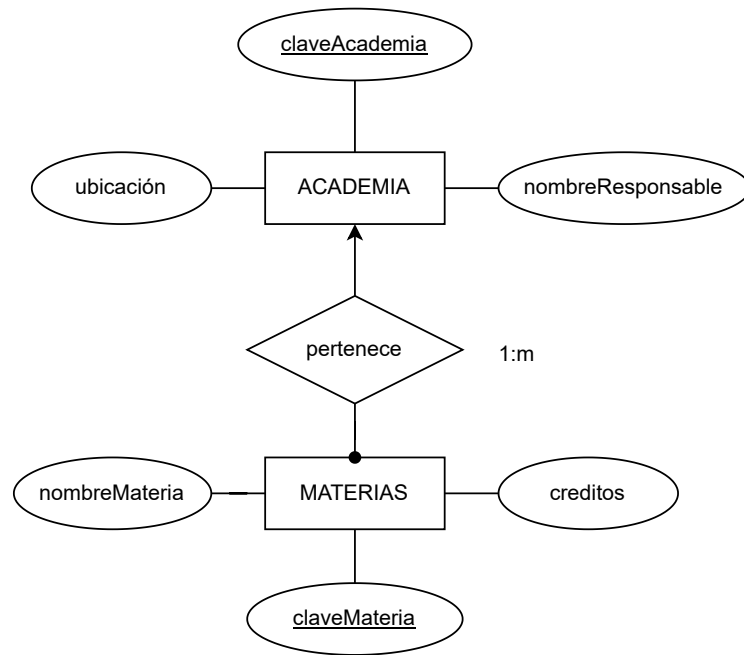 claveAcademia
ubicación
ACADEMIA
nombreResponsable
pertenece
1:m
nombreMateria
MATERIAS
creditos
claveMateria